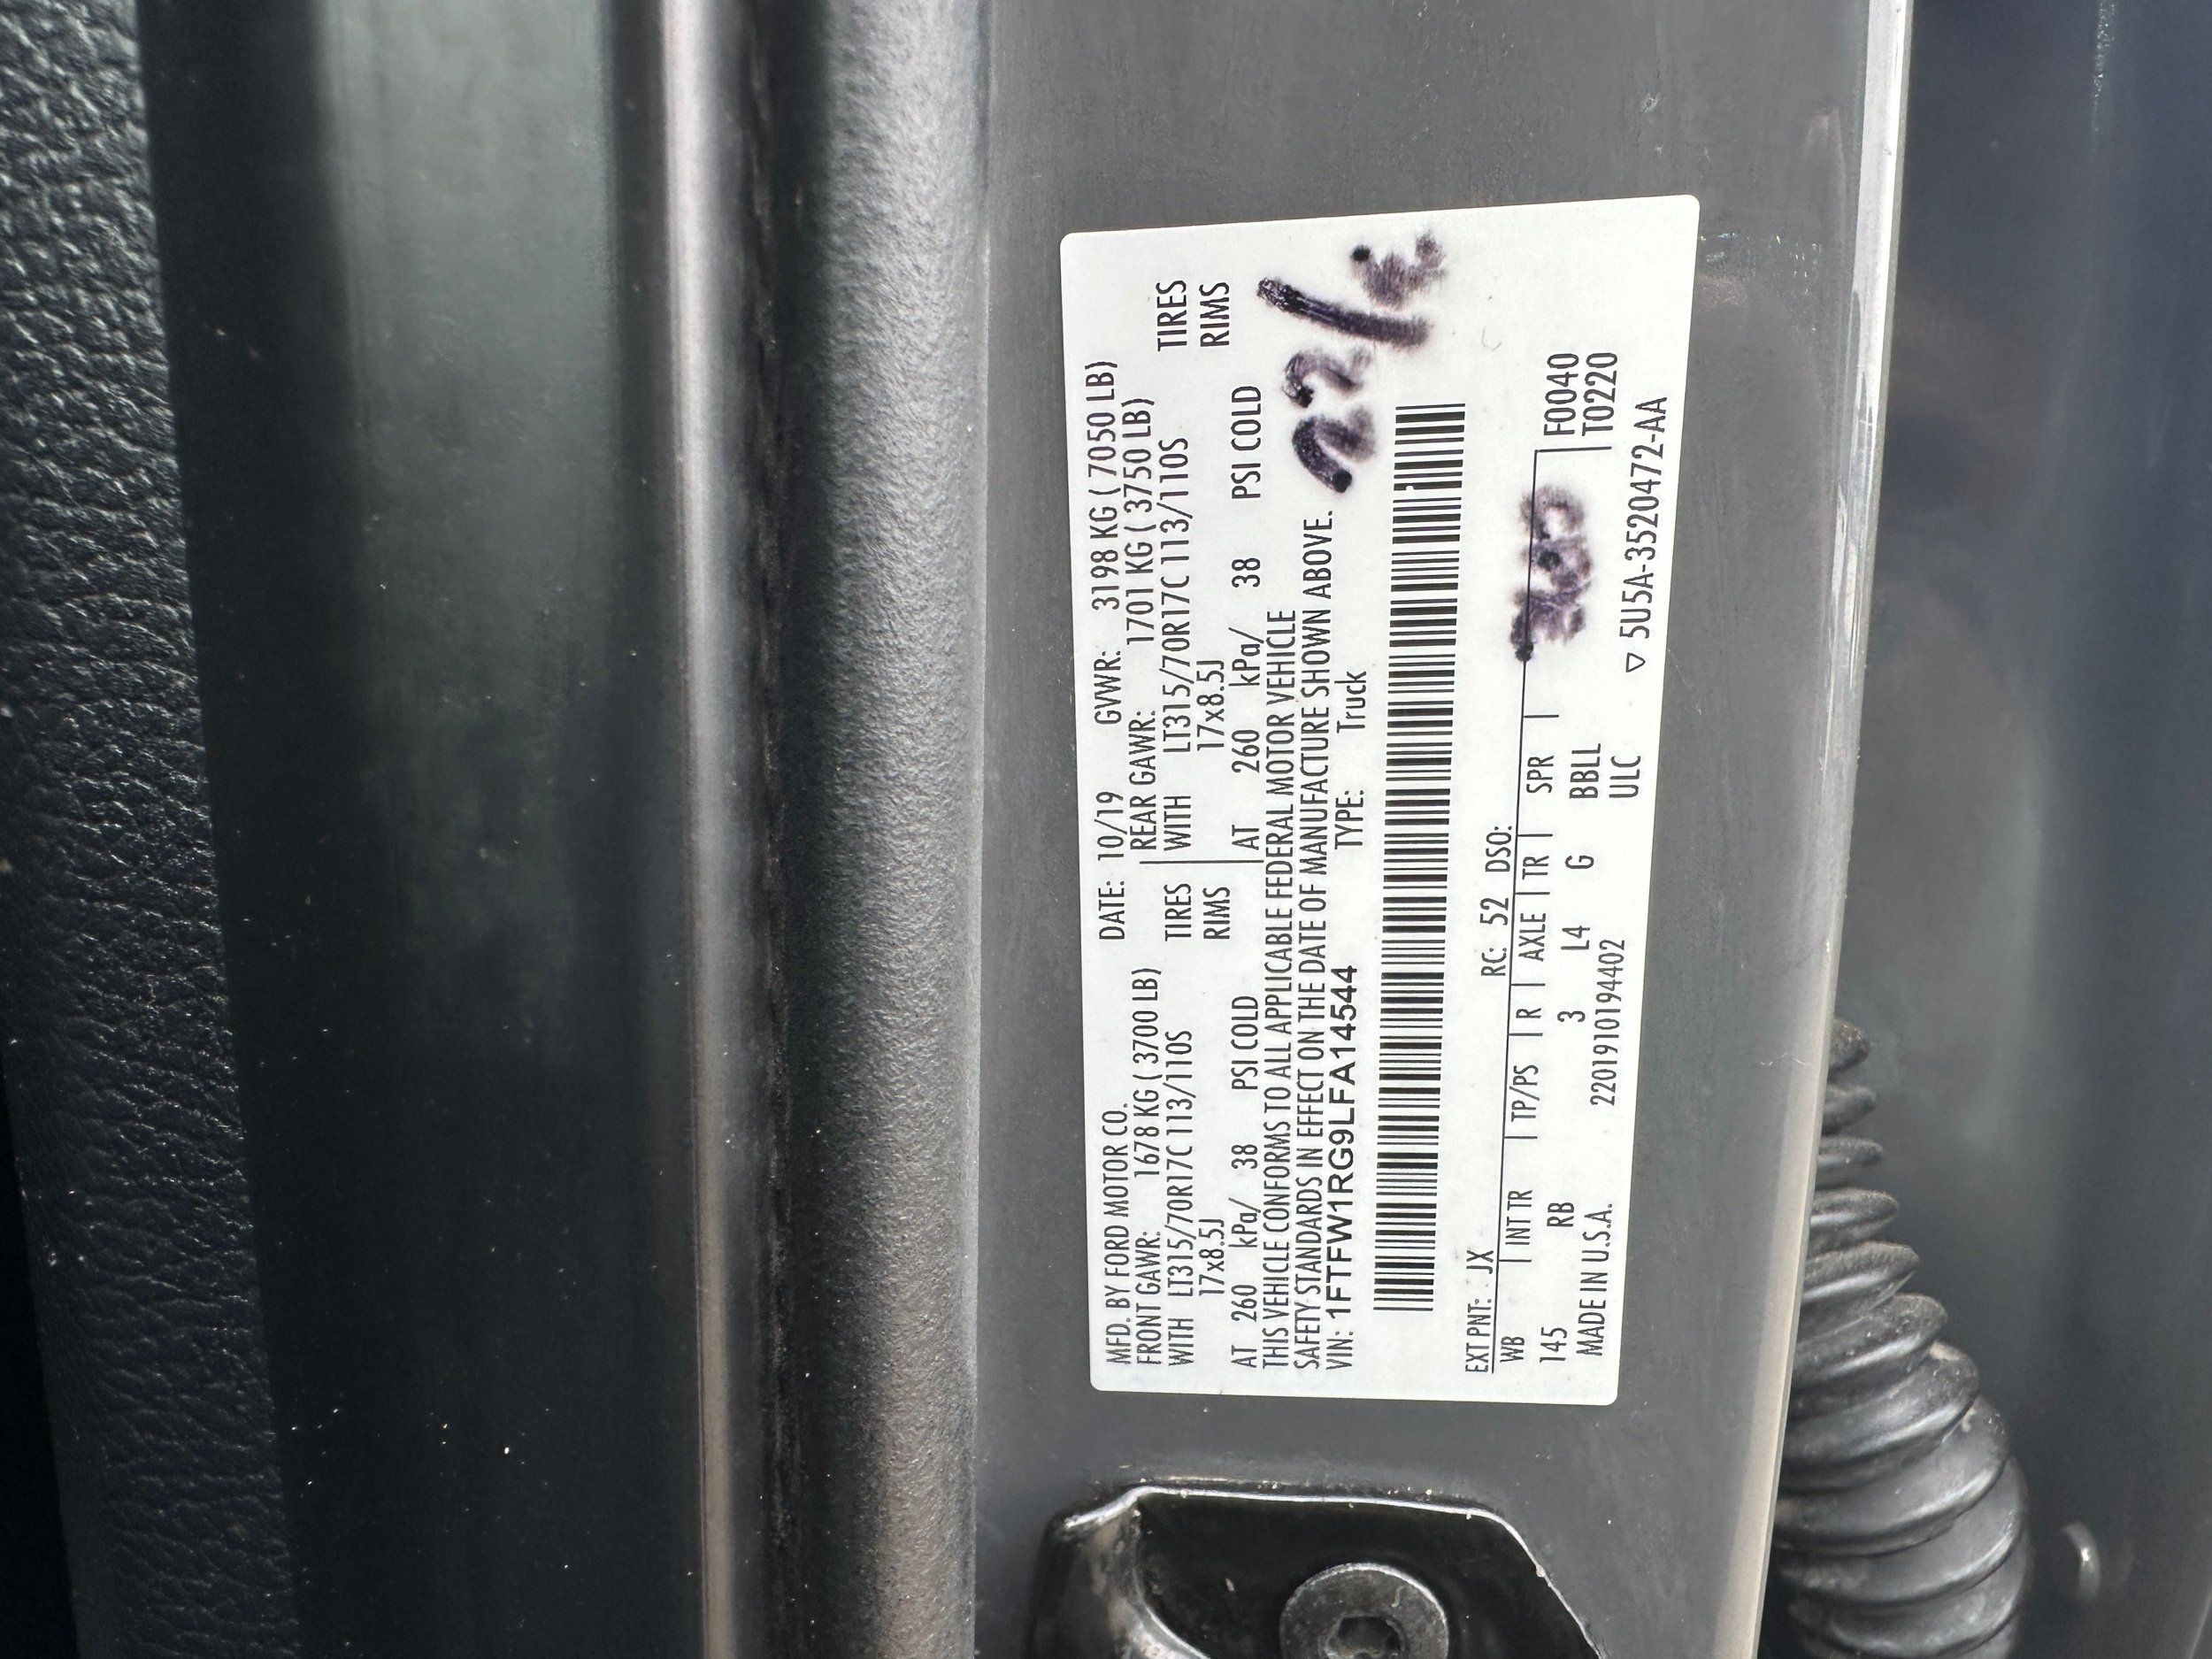 MFD. BY FORD MOTOR CO. DATE: 10/19 GVWR: 3198 KG ( 7050 LB)
FRONT GAWR: 1678 KG ( 3700 LB) REAR GAWR: 1701 KG ( 3750 LB)
WITH LT315/70R17C 113/110S TIRES WITH LT315/70R17C 113/110S TIRES
17x8.5J RIMS 17x8.5J RIMS
AT 260 kPa/ 38 PSI COLD AT 260 kPa/ 38 PSI COLD
THIS VEHICLE CONFORMS TO ALL APPLICABLE FEDERAL MOTOR VEHICLE
SAFETY STANDARDS IN EFFECT ON THE DATE OF MANUFACTURE SHOWN ABOVE.
VIN: 1FTFW1RG9LFA14544 TYPE: Truck
EXT PNT: JX RC: 52 DSO:
WB | INT TR | TP/PS | R | AXLE | TR | SPR | F0040
145 RB 3 L4 G BBLL T0220
MADE IN U.S.A. 2201910194402 ULC ▽ 5U5A-3520472-AA